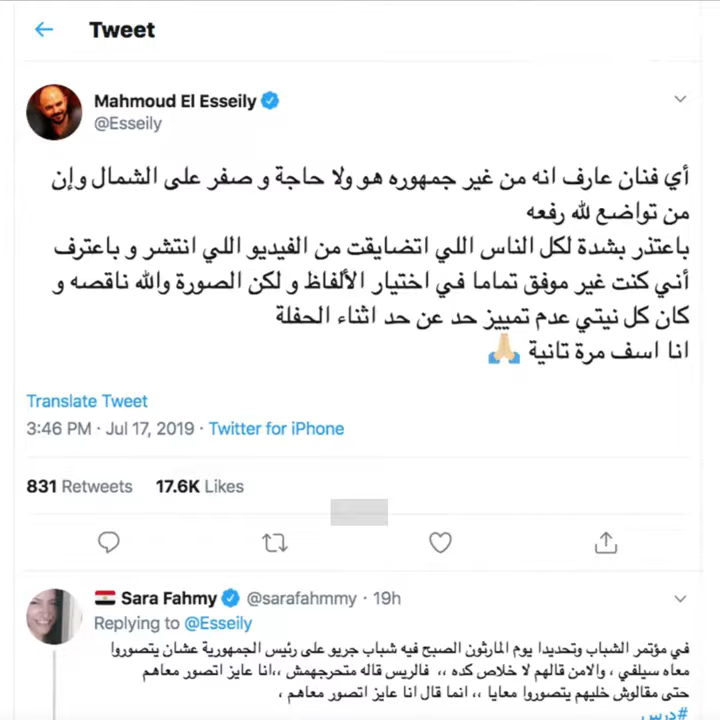 Tweet
Mahmoud El Esseily
@Esseily
أي فنان عارف انه من غير جمهوره هو ولا حاجة و صفر على الشمال وإن
من تواضع لله رفعه
باعتذر بشدة لكل الناس اللي اتضايقت من الفيديو اللي انتشر و باعترف
أني كنت غير موفق تماما في اختيار الألفاظ و لكن الصورة والله ناقصه و
كان كل نيتي عدم تمييز حد عن حد اثناء الحفلة
انا اسف مرة تانية 🙏🏼
Translate Tweet
3:46 PM · Jul 17, 2019 · Twitter for iPhone
831 Retweets 17.6K Likes
Sara Fahmy @sarafahmmy · 19h
Replying to @Esseily
في مؤتمر الشباب وتحديدا يوم المارثون الصبح فيه شباب جريو على رئيس الجمهورية عشان يتصوروا
معاه سيلفي ، والامن قالهم لا خلاص كده ،، فالريس قاله متحرجهمش ،،انا عايز اتصور معاهم
حتى مقالوش خليهم يتصوروا معايا ،، انما قال انا عايز اتصور معاهم ،
#درس